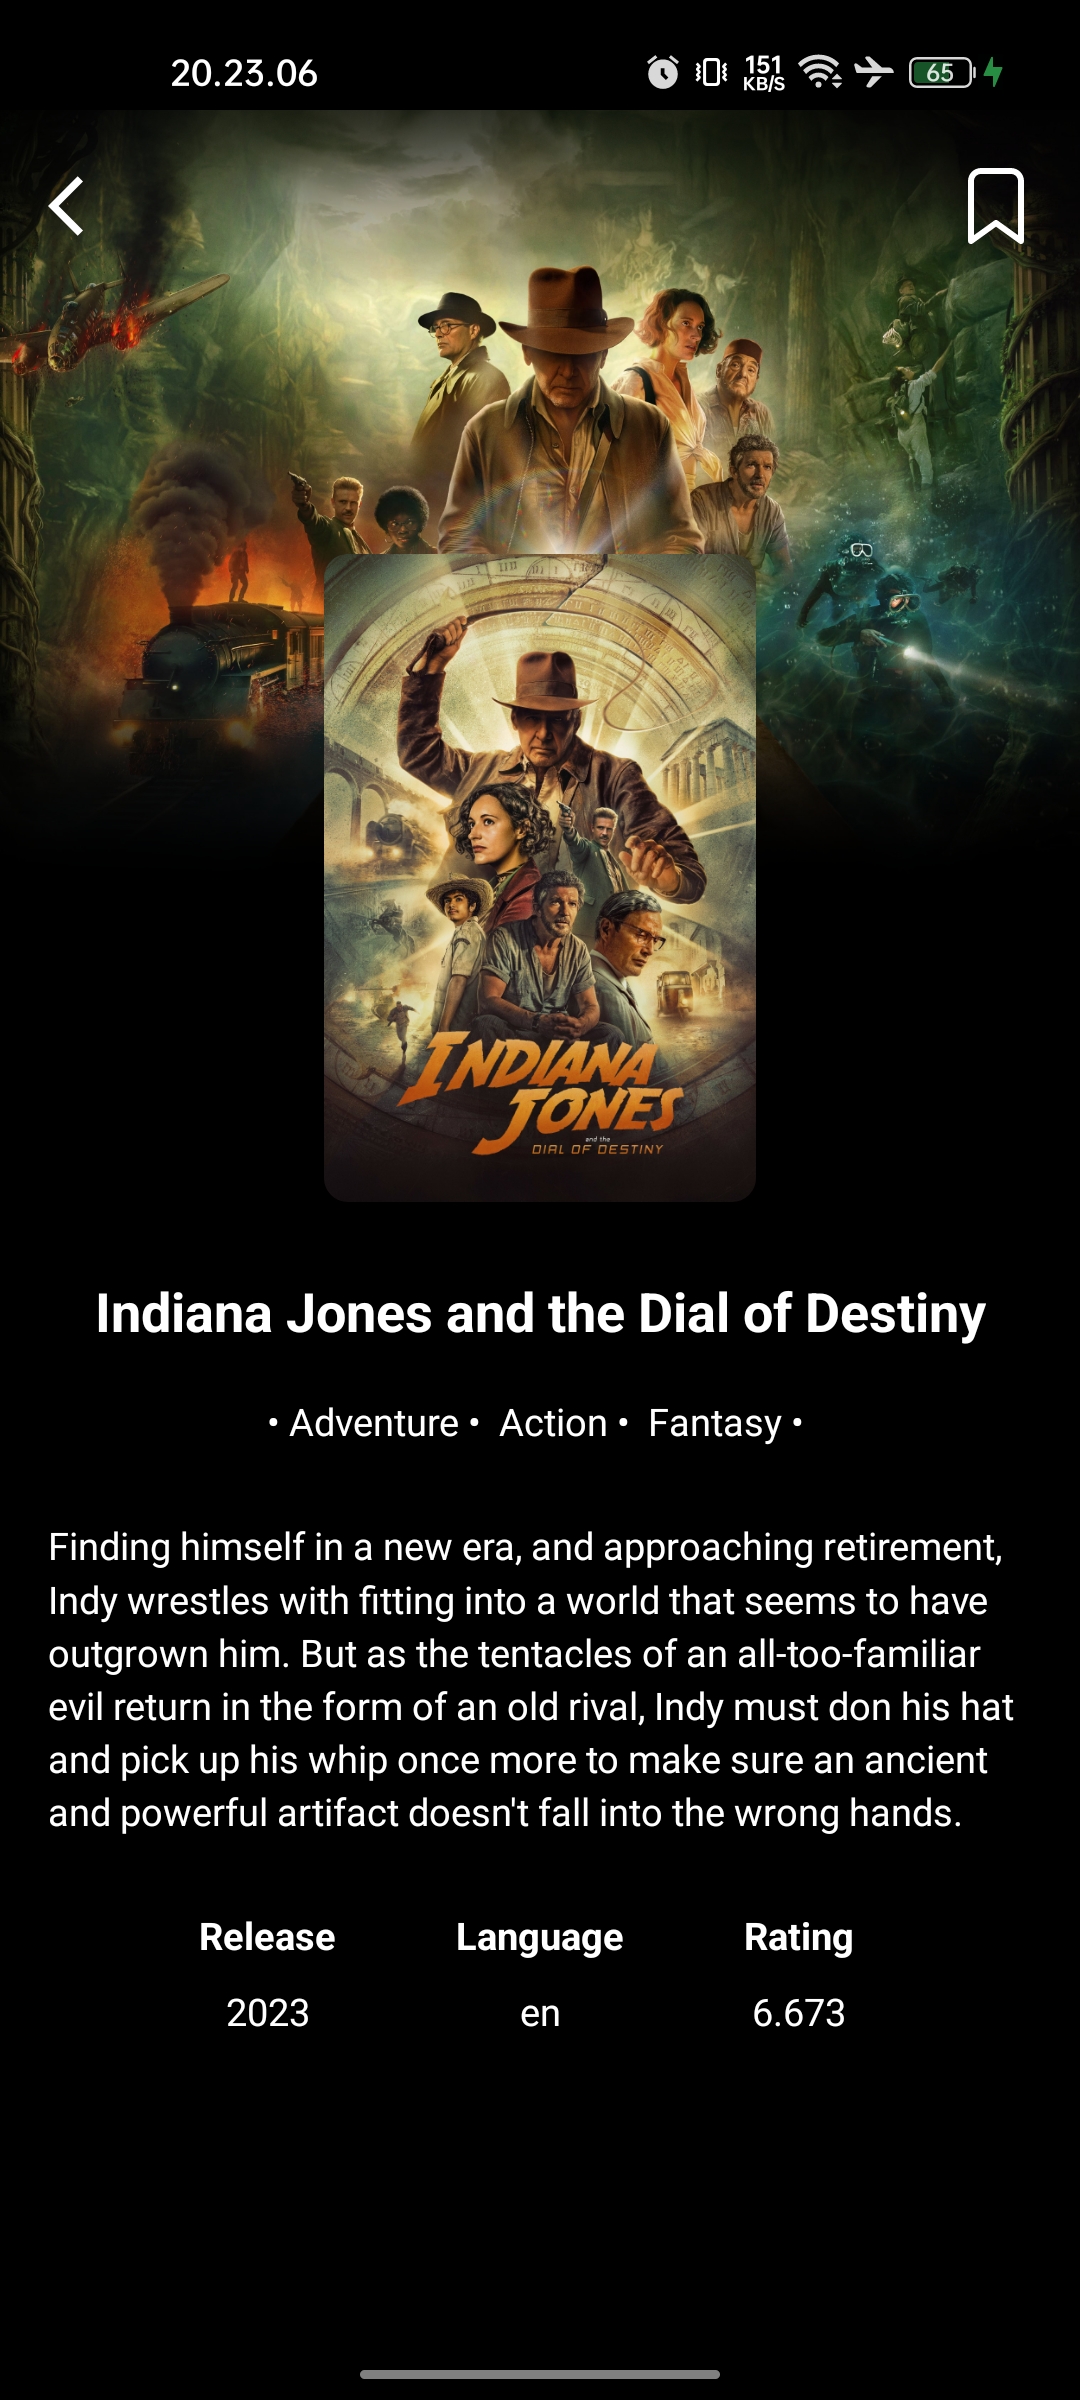 20.23.06
151
KB/S
65
INDIANA
JONES
and the
DIAL OF DESTINY
Indiana Jones and the Dial of Destiny
• Adventure • Action • Fantasy •
Finding himself in a new era, and approaching retirement,
Indy wrestles with fitting into a world that seems to have
outgrown him. But as the tentacles of an all-too-familiar
evil return in the form of an old rival, Indy must don his hat
and pick up his whip once more to make sure an ancient
and powerful artifact doesn't fall into the wrong hands.
Release Language Rating
2023 en 6.673